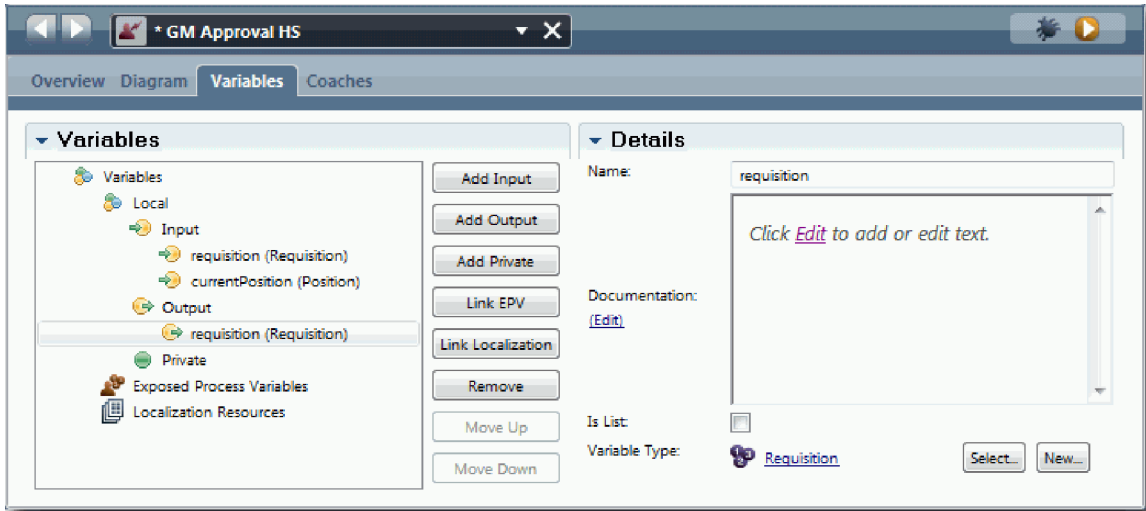 * GM Approval HS
Overview Diagram Variables Coaches
Variables
Variables
Local
Input
requisition (Requisition)
currentPosition (Position)
Output
requisition (Requisition)
Private
Exposed Process Variables
Localization Resources
Add Input
Add Output
Add Private
Link EPV
Link Localization
Remove
Move Up
Move Down
Details
Name: requisition
Click Edit to add or edit text.
Documentation:
(Edit)
Is List:
Variable Type: Requisition Select... New...